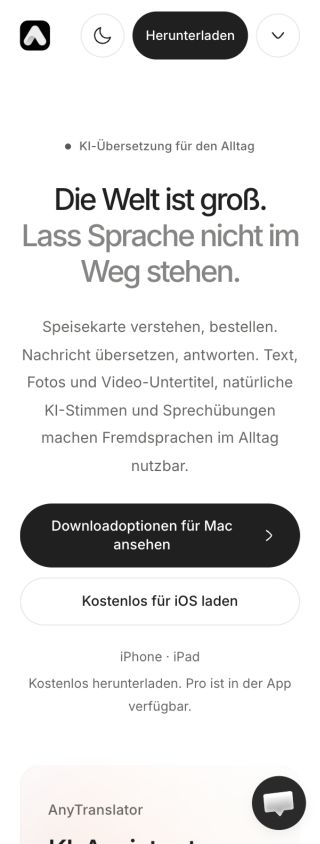 Herunterladen
KI-Übersetzung für den Alltag
Die Welt ist groß.
Lass Sprache nicht im
Weg stehen.
Speisekarte verstehen, bestellen.
Nachricht übersetzen, antworten. Text,
Fotos und Video-Untertitel, natürliche
KI-Stimmen und Sprechübungen
machen Fremdsprachen im Alltag
nutzbar.
Downloadoptionen für Mac
ansehen
Kostenlos für iOS laden
iPhone · iPad
Kostenlos herunterladen. Pro ist in der App
verfügbar.
AnyTranslator